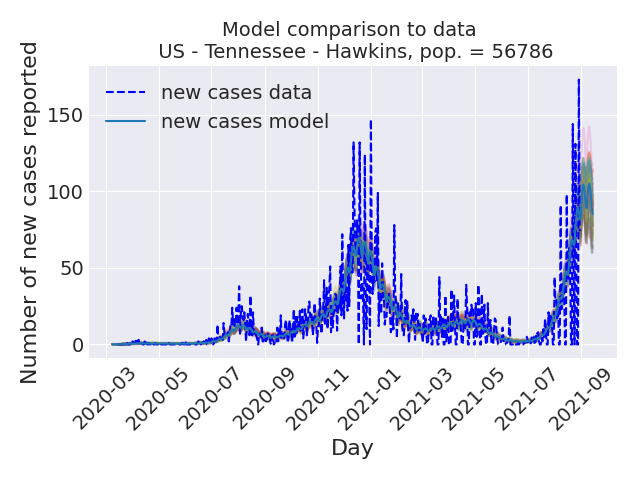 Model comparison to data
US - Tennessee - Hawkins, pop. = 56786
Number of new cases reported
150
100
50
0
new cases data
new cases model
2020-03
2020-05
2020-07
2020-09
2020-11
2021-01
2021-03
2021-05
2021-07
2021-09
Day